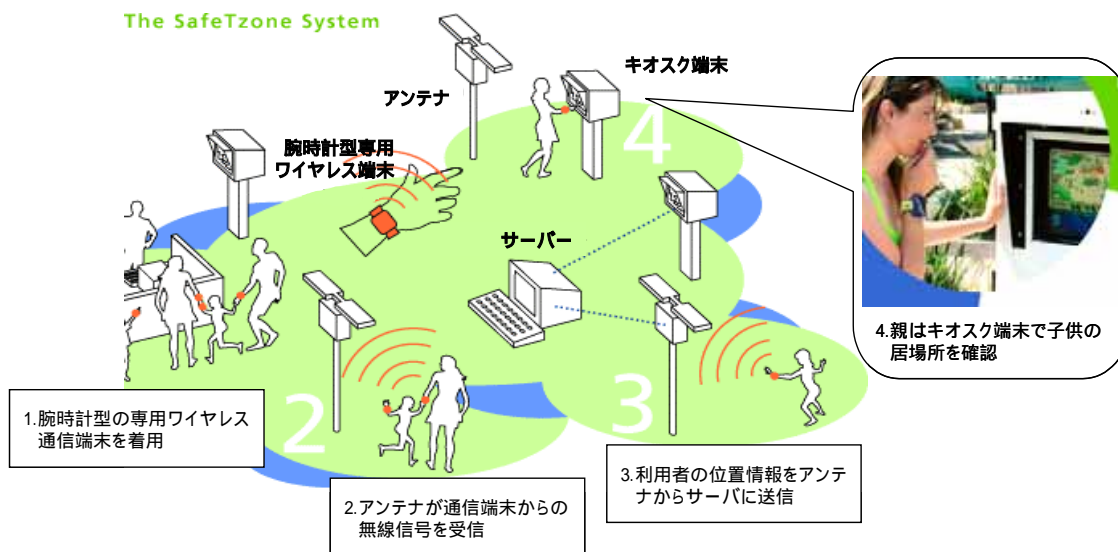 The SafeTzone System
アンテナ
キオスク端末
腕時計型専用
ワイヤレス端末
サーバー
4
2
3
1.腕時計型の専用ワイヤレス
通信端末を着用
2.アンテナが通信端末からの
無線信号を受信
3.利用者の位置情報をアンテ
ナからサーバに送信
4.親はキオスク端末で子供の
居場所を確認